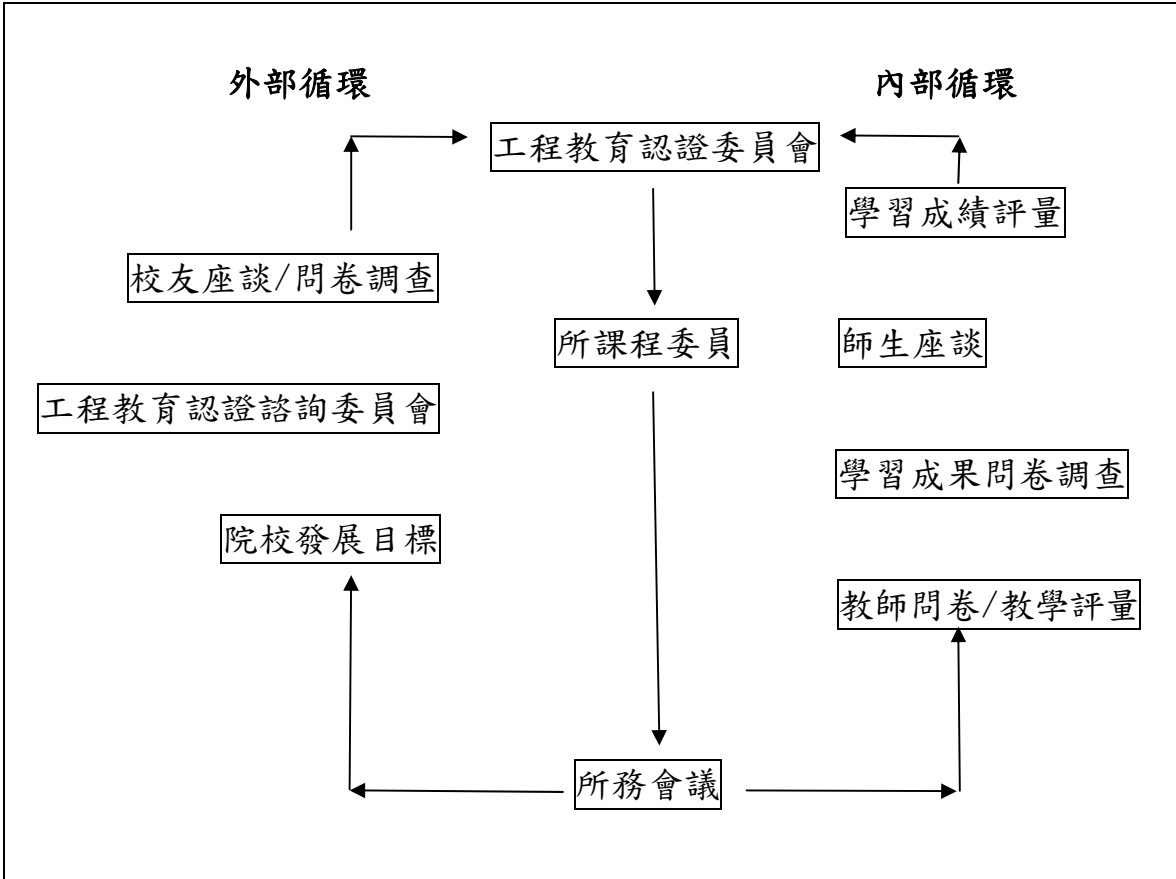 外部循環
內部循環
工程教育認證委員會
學習成績評量
校友座談/問卷調查
所課程委員
師生座談
工程教育認證諮詢委員會
學習成果問卷調查
院校發展目標
教師問卷/教學評量
所務會議